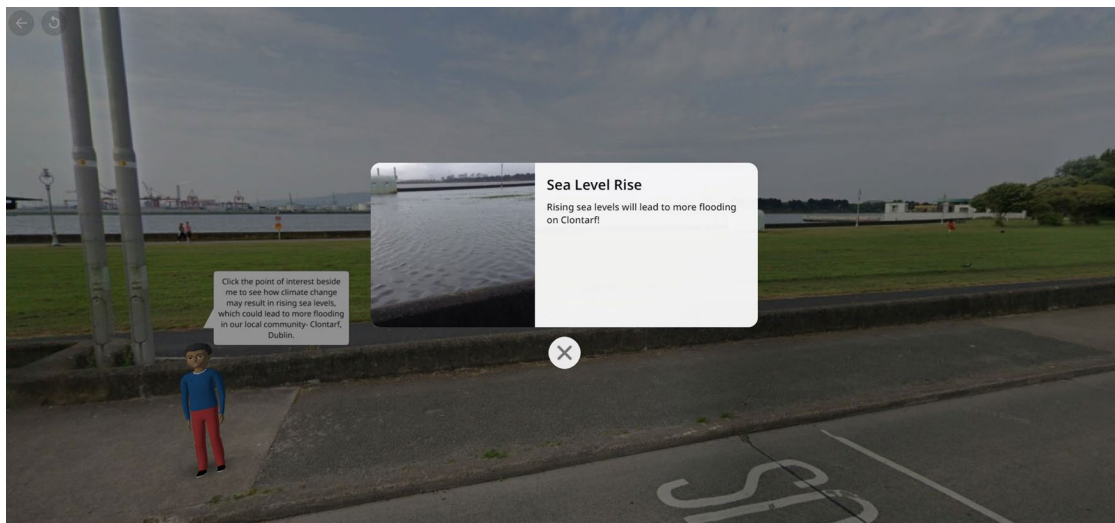 Sea Level Rise
Rising sea levels will lead to more flooding
on Clontarf!
Click the point of interest beside
me to see how climate change
may result in rising sea levels,
which could lead to more flooding
in our local community- Clontarf,
Dublin.